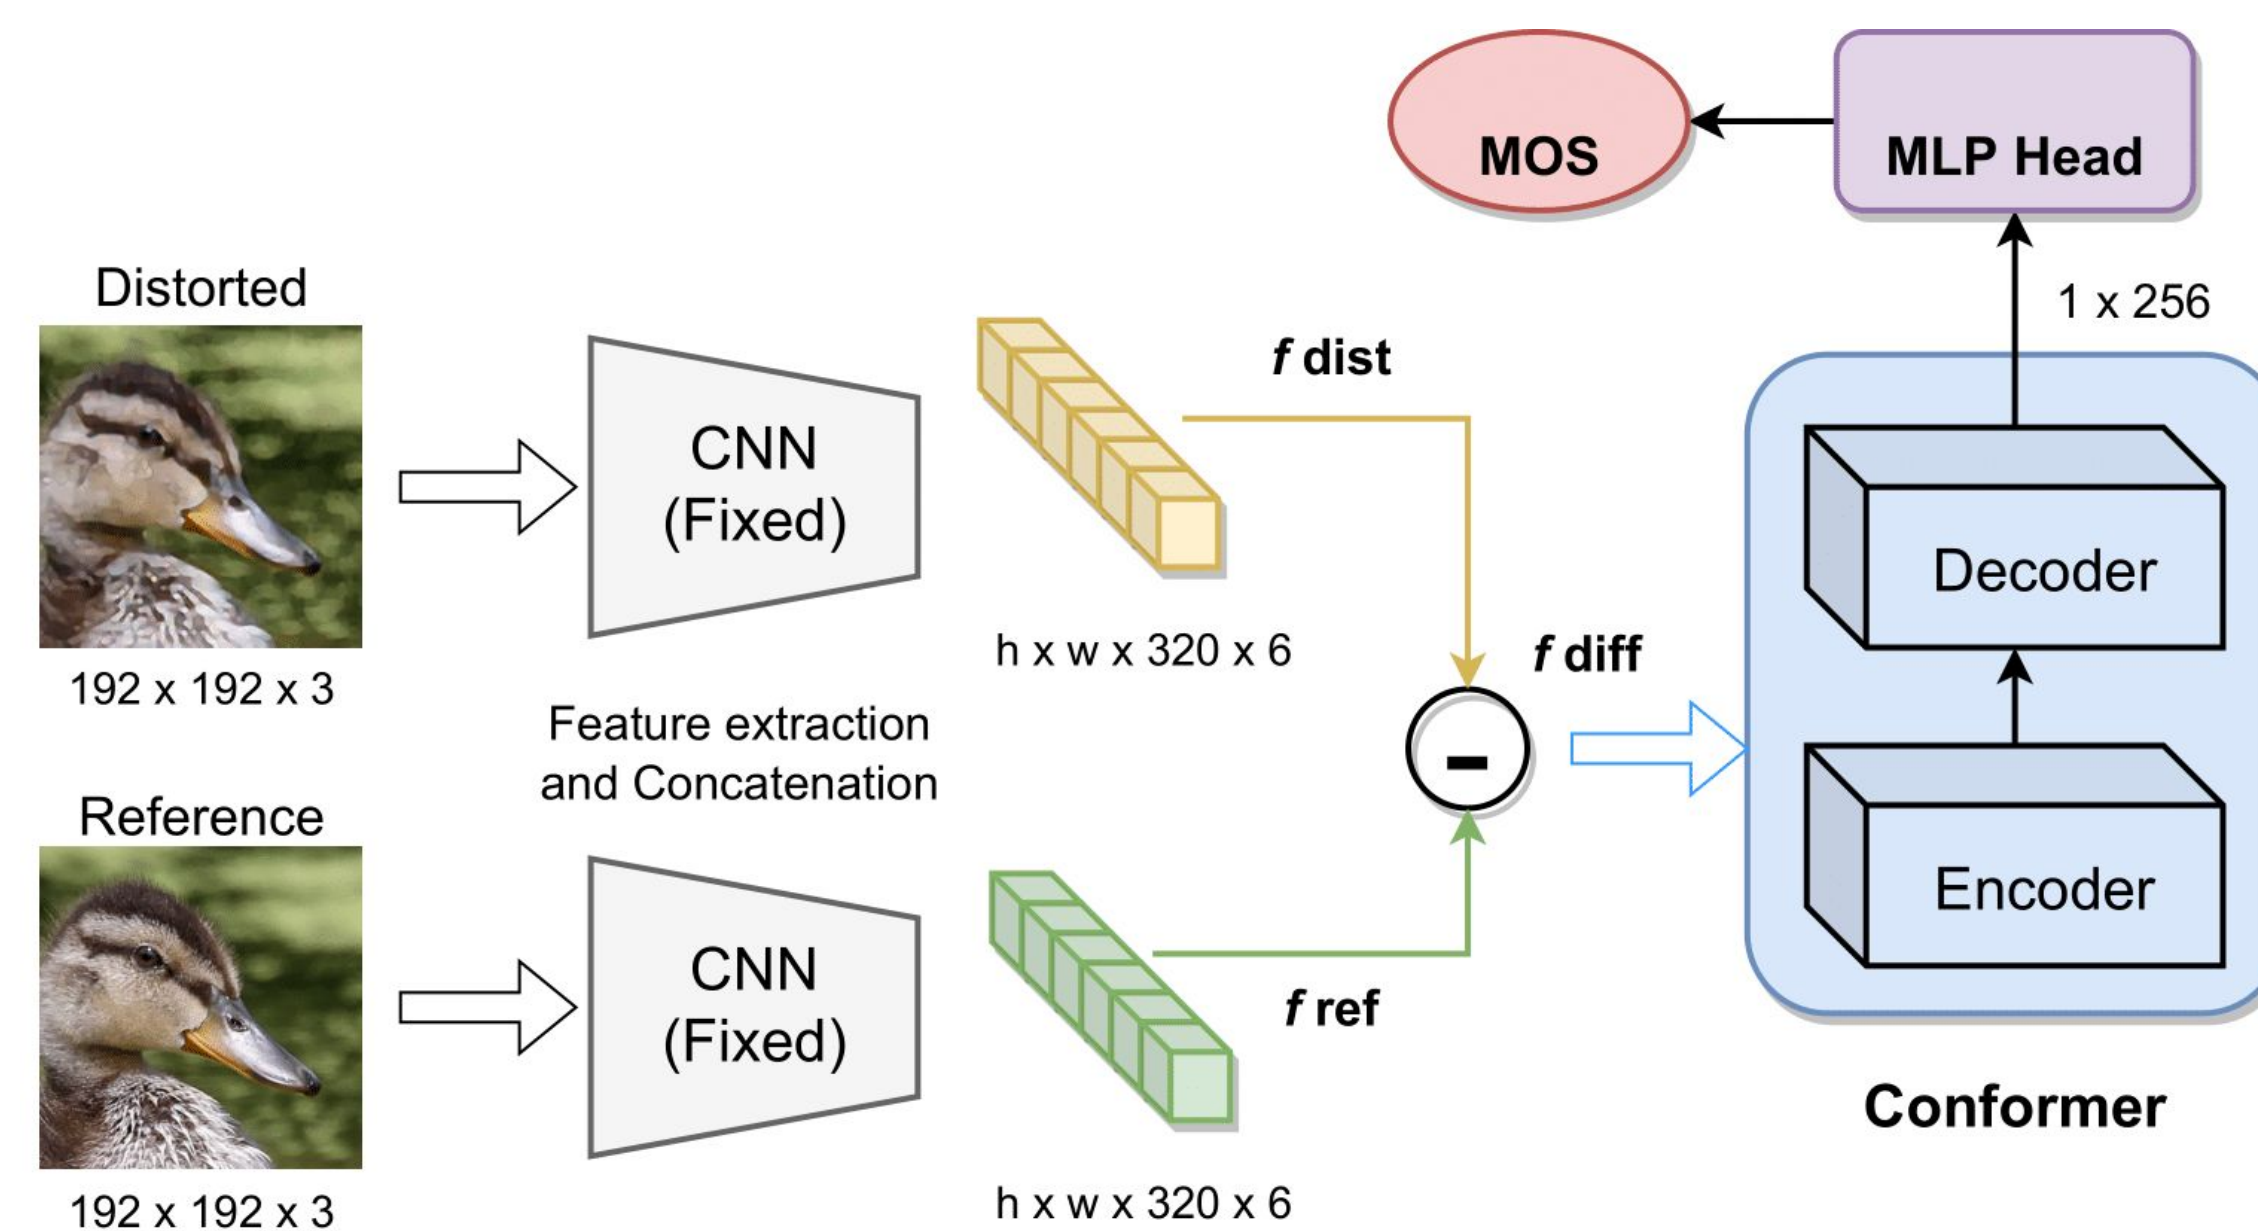 MOS
MLP Head
Distorted
1 x 256
f dist
CNN
(Fixed)
Decoder
h x w x 320 x 6
f diff
192 x 192 x 3
Feature extraction
and Concatenation
-
Reference
Encoder
CNN
(Fixed)
f ref
Conformer
192 x 192 x 3
h x w x 320 x 6